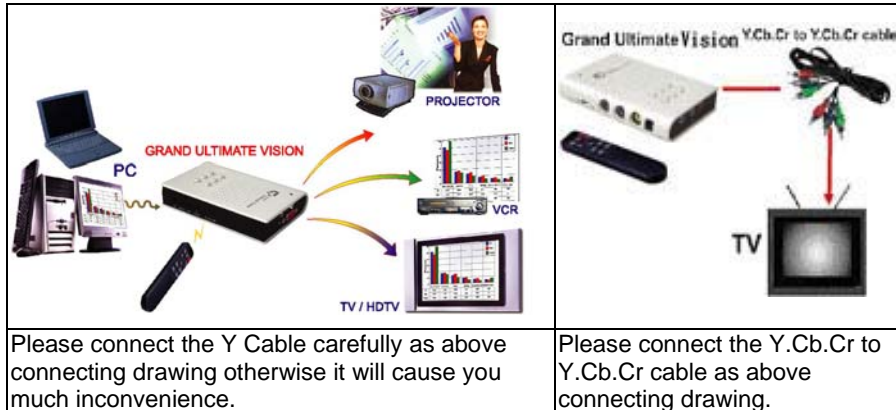 PROJECTOR
GRAND ULTIMATE VISION
PC
VCR
TV / HDTV
Please connect the Y Cable carefully as above
connecting drawing otherwise it will cause you
much inconvenience.
Grand Ultimate Vision Y.Cb.Cr to Y.Cb.Cr cable
TV
Please connect the Y.Cb.Cr to
Y.Cb.Cr cable as above
connecting drawing.